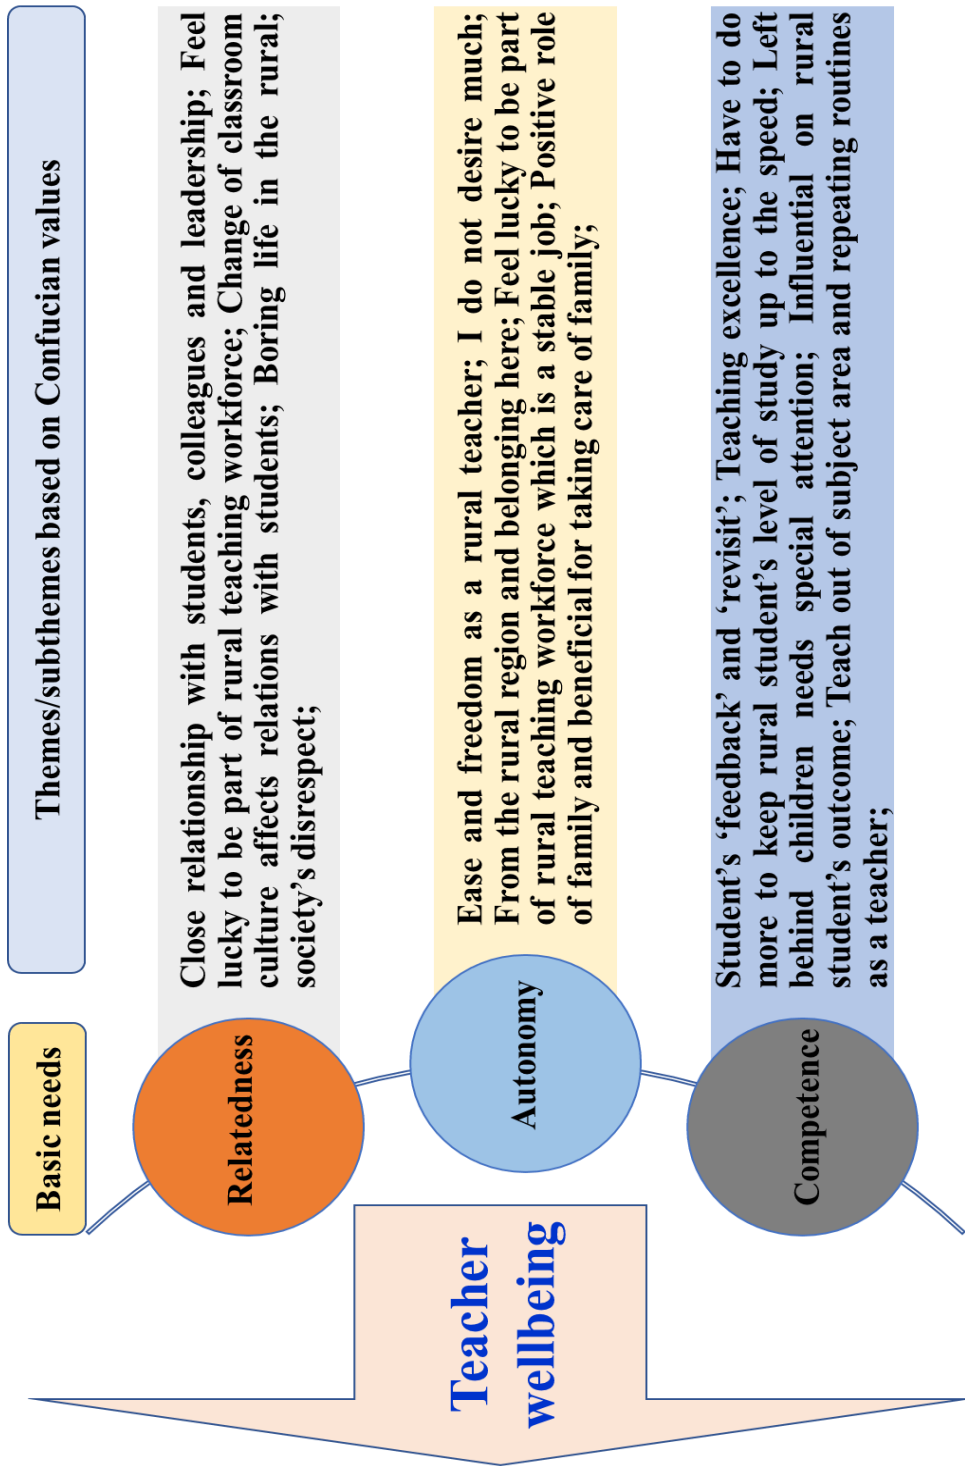 Basic needs
Themes/subthemes based on Confucian values
Relatedness
Close relationship with students, colleagues and leadership; Feel
lucky to be part of rural teaching workforce; Change of classroom
culture affects relations with students; Boring life in the rural;
society’s disrespect;
Autonomy
Ease and freedom as a rural teacher; I do not desire much;
From the rural region and belonging here; Feel lucky to be part
of rural teaching workforce which is a stable job; Positive role
of family and beneficial for taking care of family;
Competence
Student’s ‘feedback’ and ‘revisit’; Teaching excellence; Have to do
more to keep rural student’s level of study up to the speed; Left
behind children needs special attention; Influential on rural
student’s outcome; Teach out of subject area and repeating routines
as a teacher;
Teacher
wellbeing